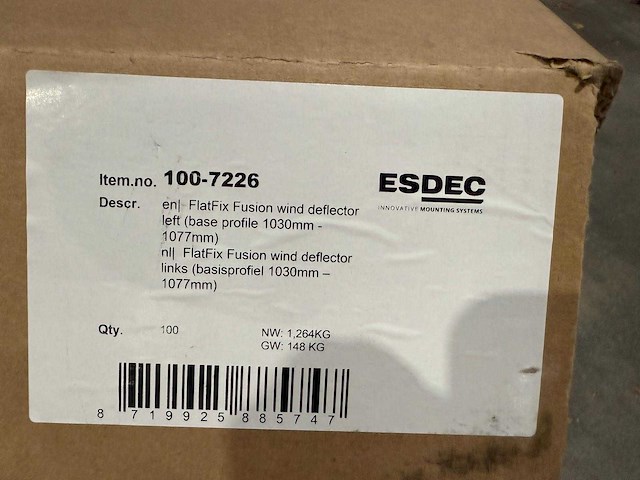 Item.no. 100-7226
ESDEC
INNOVATIVE MOUNTING SYSTEMS
Descr. en| FlatFix Fusion wind deflector
left (base profile 1030mm -
1077mm)
nl| FlatFix Fusion wind deflector
links (basisprofiel 1030mm –
1077mm)
Qty. 100
NW: 1,264KG
GW: 148 KG
8 719925 885747